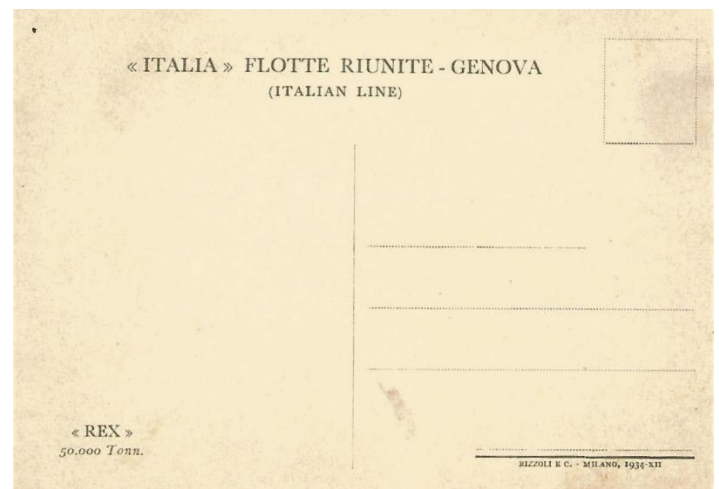 « ITALIA » FLOTTE RIUNITE - GENOVA
(ITALIAN LINE)
« REX »
50.000 Tonn.
RIZZOLI E C. - MILANO, 1934-XII